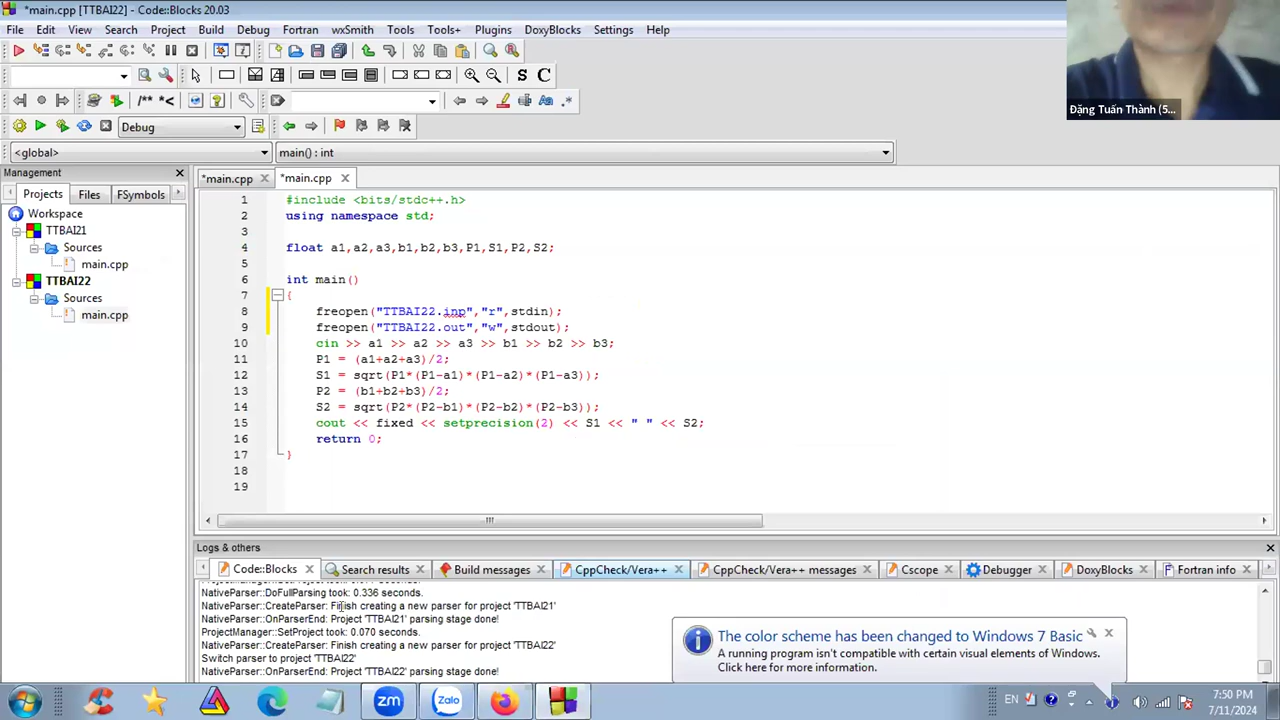 *main.cpp [TTBAI22] - Code::Blocks 20.03
File Edit View Search Project Build Debug Fortran wxSmith Tools Tools+ Plugins DoxyBlocks Settings Help
Đặng Tuấn Thành (5...
S C
/** *<
Aa .*
Debug
<global> main() : int
Management
*main.cpp *main.cpp
Projects Files FSymbols
Workspace
TTBAI21
Sources
main.cpp
TTBAI22
Sources
main.cpp
1 #include <bits/stdc++.h>
2 using namespace std;
3
4 float a1,a2,a3,b1,b2,b3,P1,S1,P2,S2;
5
6 int main()
7 {
8 freopen("TTBAI22.inp","r",stdin);
9 freopen("TTBAI22.out","w",stdout);
10 cin >> a1 >> a2 >> a3 >> b1 >> b2 >> b3;
11 P1 = (a1+a2+a3)/2;
12 S1 = sqrt(P1*(P1-a1)*(P1-a2)*(P1-a3));
13 P2 = (b1+b2+b3)/2;
14 S2 = sqrt(P2*(P2-b1)*(P2-b2)*(P2-b3));
15 cout << fixed << setprecision(2) << S1 << " " << S2;
16 return 0;
17 }
18
19
Logs & others
Code::Blocks Search results Build messages CppCheck/Vera++ CppCheck/Vera++ messages Cscope Debugger DoxyBlocks Fortran info
NativeParser::DoFullParsing took: 0.336 seconds.
NativeParser::CreateParser: Finish creating a new parser for project 'TTBAI21'
NativeParser::OnParserEnd: Project 'TTBAI21' parsing stage done!
ProjectManager::SetProject took: 0.070 seconds.
NativeParser::CreateParser: Finish creating a new parser for project 'TTBAI22'
Switch parser to project 'TTBAI22'
NativeParser::OnParserEnd: Project 'TTBAI22' parsing stage done!
The color scheme has been changed to Windows 7 Basic
A running program isn't compatible with certain visual elements of Windows.
Click here for more information.
zm Zalo
EN
7:50 PM
7/11/2024